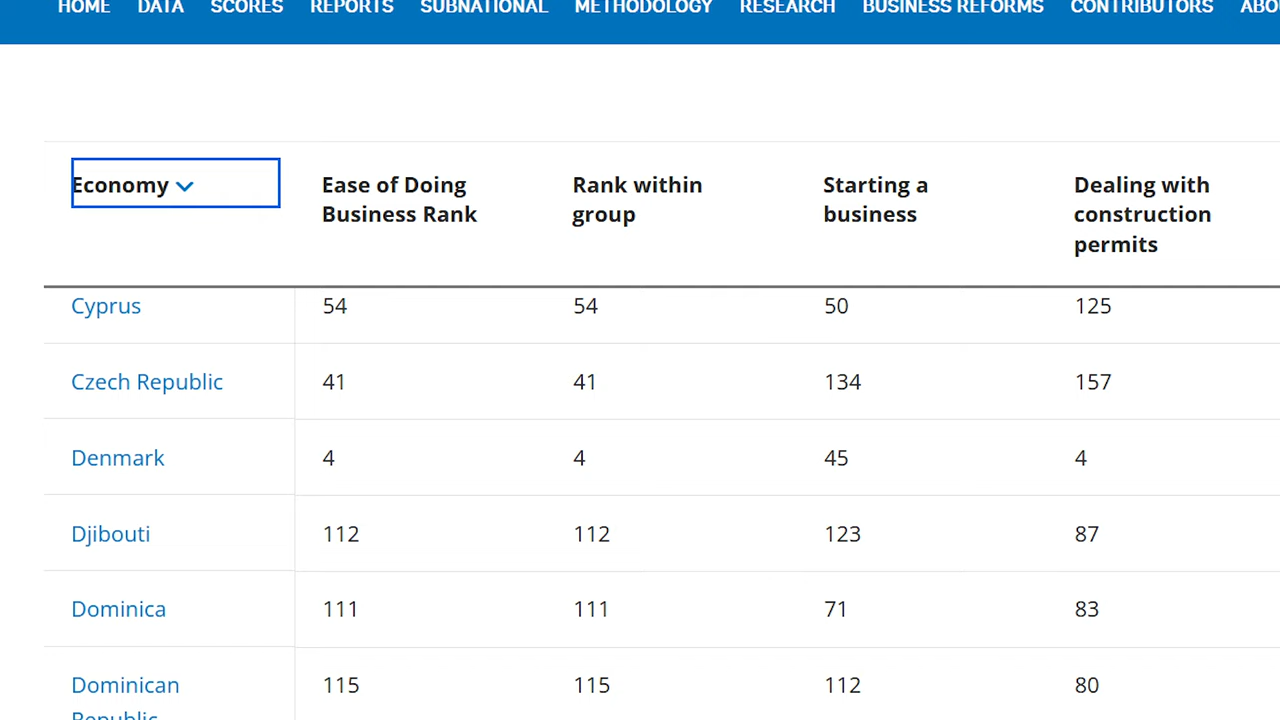 HOME DATA SCORES REPORTS SUBNATIONAL METHODOLOGY RESEARCH BUSINESS REFORMS CONTRIBUTORS ABO
Economy Ease of Doing Business Rank Rank within group Starting a business Dealing with construction permits
Cyprus 54 54 50 125
Czech Republic 41 41 134 157
Denmark 4 4 45 4
Djibouti 112 112 123 87
Dominica 111 111 71 83
Dominican 115 115 112 80
Republic